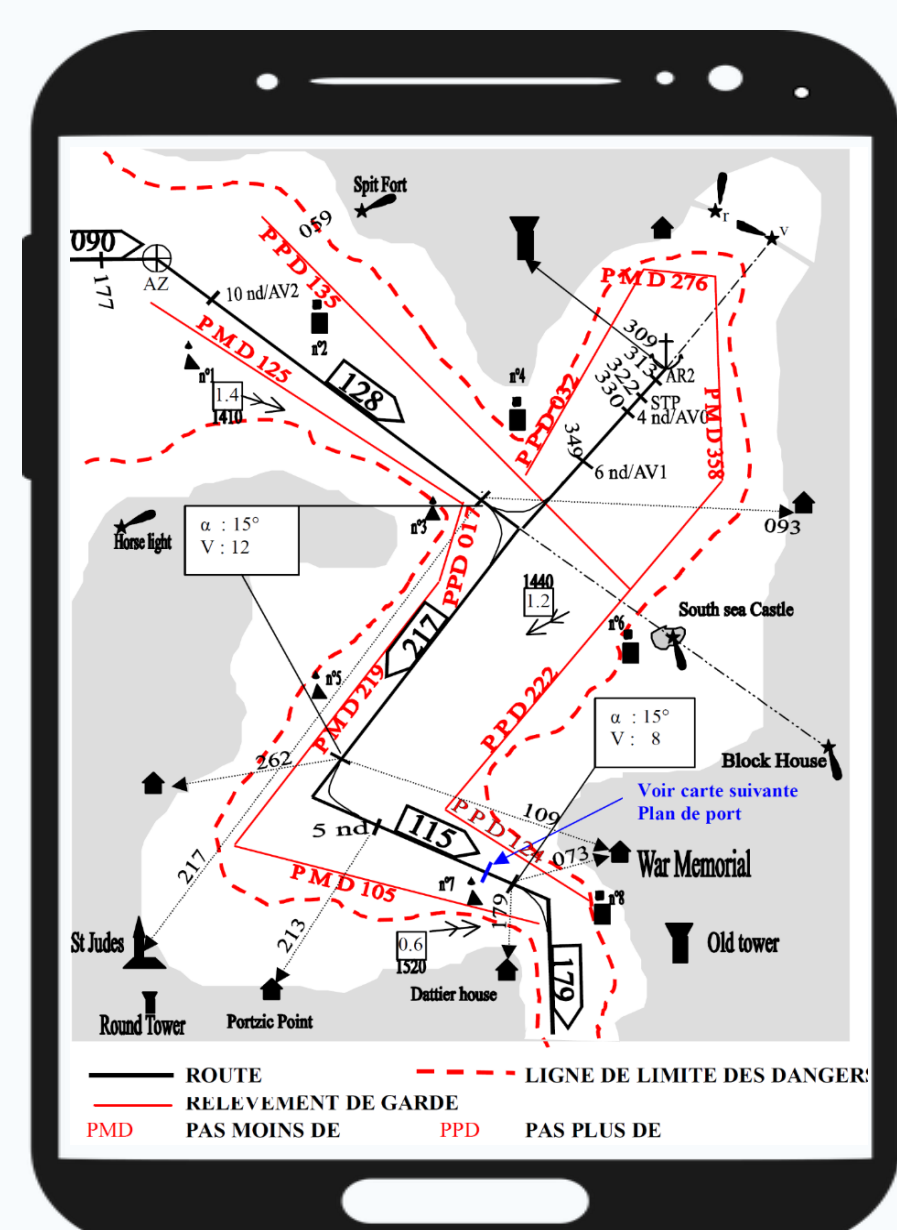 Spit Fort
059
PPD 135
r
v
090
177
AZ
10 nd/AV2
n°2
PMD 276
309
313
322
330
AR2
STP
4 nd/AV0
PMD 125
n°1
1.4
1410
128
n°4
PPD 032
349
6 nd/AV1
PMD 358
α : 15°
V : 12
n°3
093
Horse light
PPD 017
1440
1.2
South sea Castle
217
n°6
n°5
PMD 219
PPD 222
α : 15°
V : 8
262
Block House
Voir carte suivante
Plan de port
109
5 nd
115
PPD 124
073
War Memorial
217
PMD 105
n°7
179
n°8
213
St Judes
0.6
1520
Old tower
Dattier house
179
Round Tower
Portzic Point
ROUTE
LIGNE DE LIMITE DES DANGERS
RELEVEMENT DE GARDE
PMD PAS MOINS DE PPD PAS PLUS DE